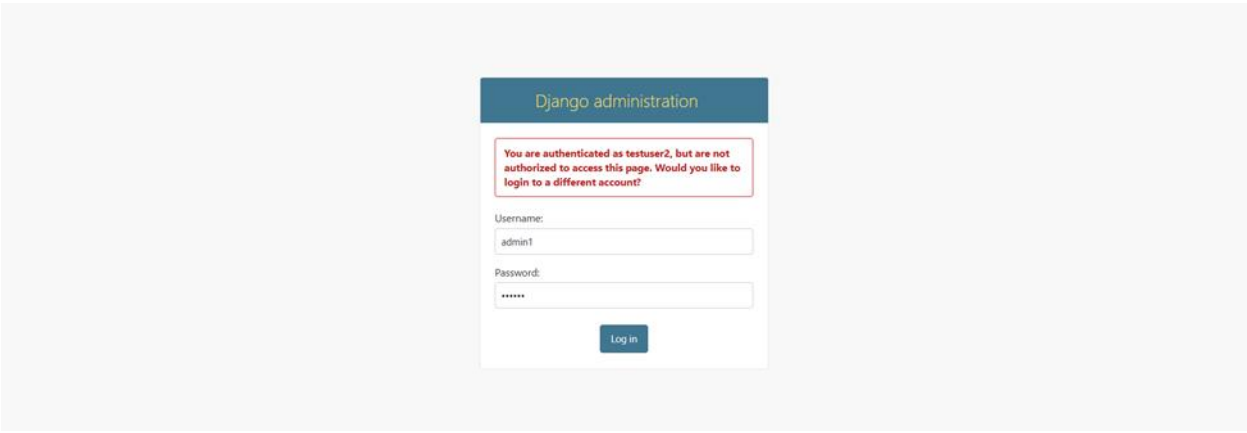 Django administration
You are authenticated as testuser2, but are not
authorized to access this page. Would you like to
login to a different account?
Username:
admin1
Password:
••••••
Log in